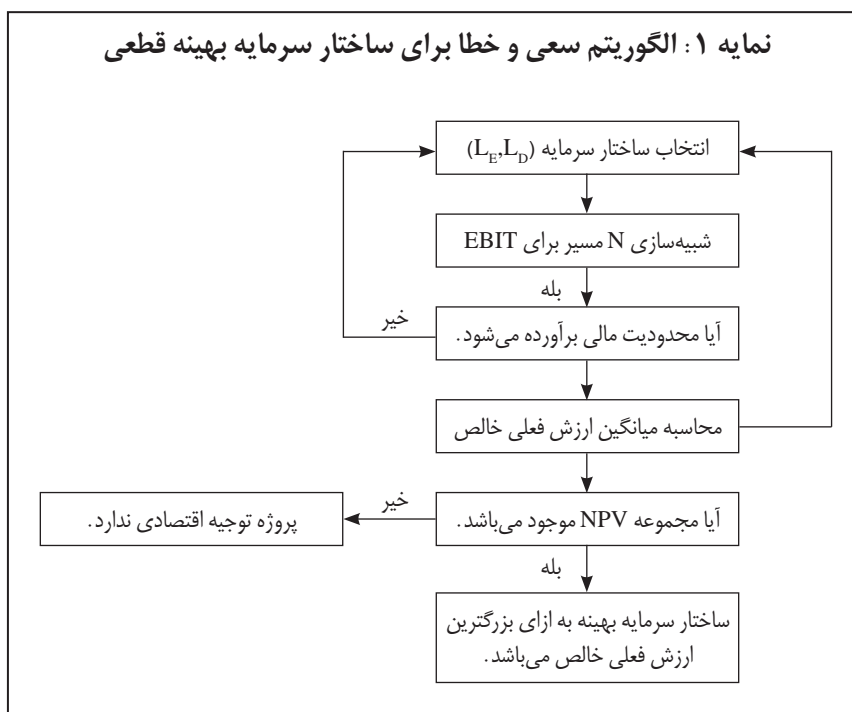 نمایه ۱: الگوریتم سعی و خطا برای ساختار سرمایه بهینه قطعی
انتخاب ساختار سرمایه (L_E,L_D)
شبیه‌سازی N مسیر برای EBIT
بله
آیا محدودیت مالی برآورده می‌شود.
خیر
محاسبه میانگین ارزش فعلی خالص
آیا مجموعه NPV موجود می‌باشد.
خیر
پروژه توجیه اقتصادی ندارد.
بله
ساختار سرمایه بهینه به ازای بزرگترین
ارزش فعلی خالص می‌باشد.